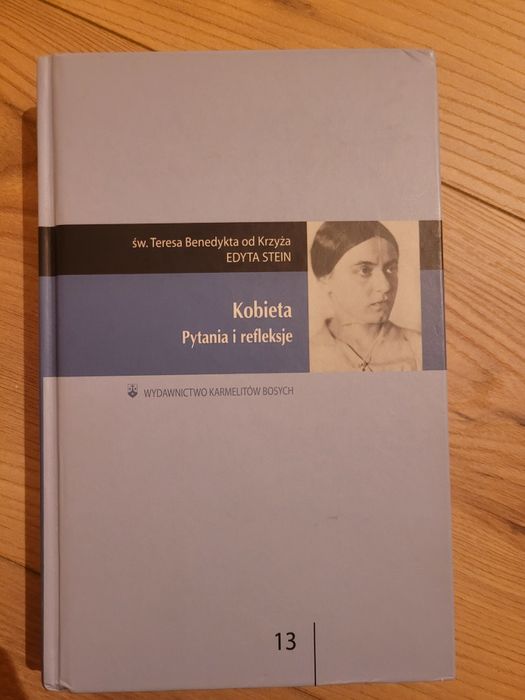 św. Teresa Benedykta od Krzyża
EDYTA STEIN
Kobieta
Pytania i refleksje
WYDAWNICTWO KARMELITÓW BOSYCH
13